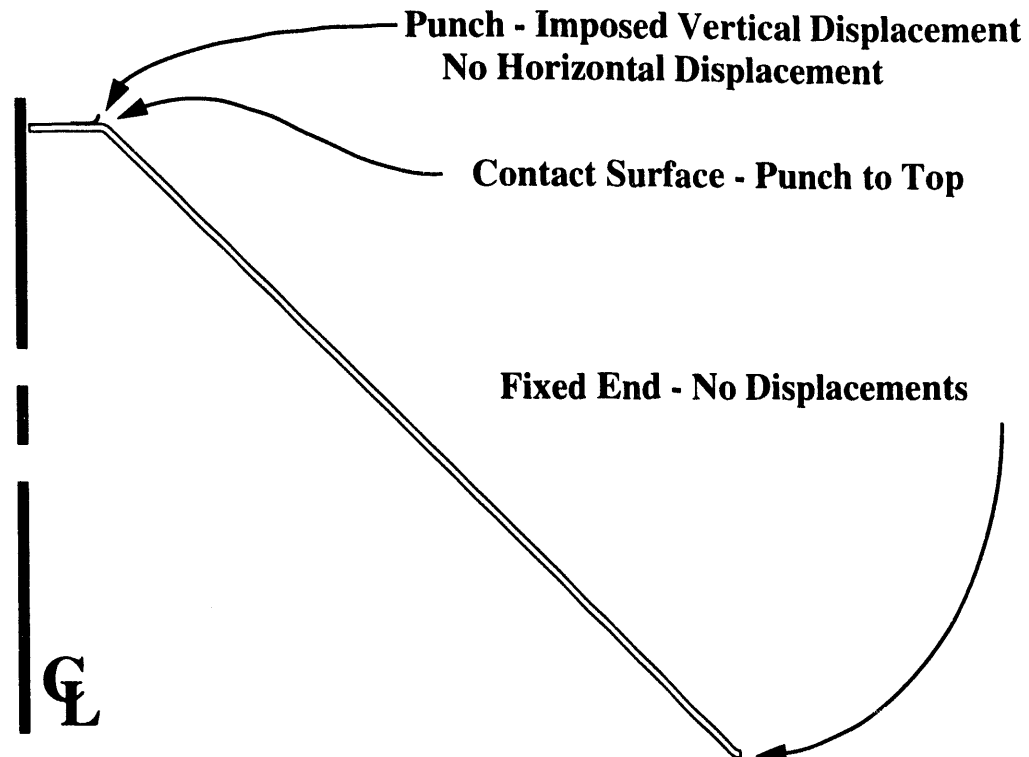 Punch - Imposed Vertical Displacement
No Horizontal Displacement
Contact Surface - Punch to Top
Fixed End - No Displacements
CL